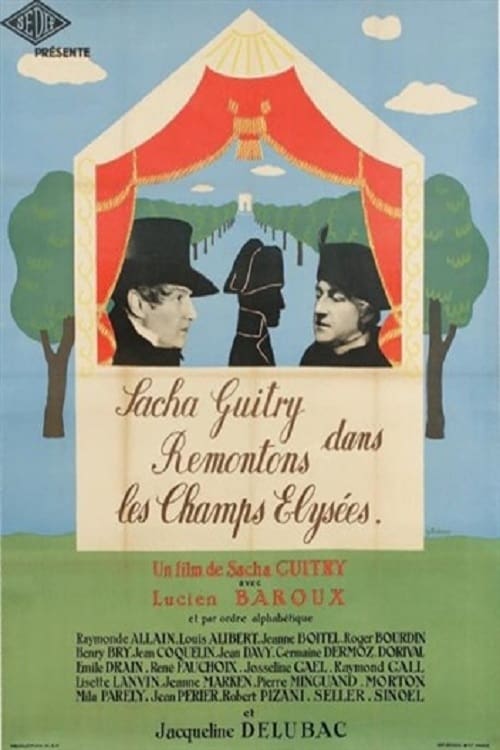 SÉDIF
PRÉSENTE
Sacha Guitry
dans
Remontons
les Champs Elysées.
Un film de Sacha GUITRY
avec
Lucien BAROUX
et par ordre alphabétique
Raymonde ALLAIN. Louis ALIBERT. Jeanne BOITEL. Roger BOURDIN
Henry BRY. Jean COQUELIN. Jean DAVY. Germaine DERMOZ. DORIVAL
Emile DRAIN. René FAUCHOIX. Josseline GAEL. Raymond GALL
Lisette LANVIN. Jeanne MARKEN. Pierre MINGUAND. MORTON
Mila PARELY. Jean PERIER. Robert PIZANI. SELLER. SINOEL
et
Jacqueline DELUBAC